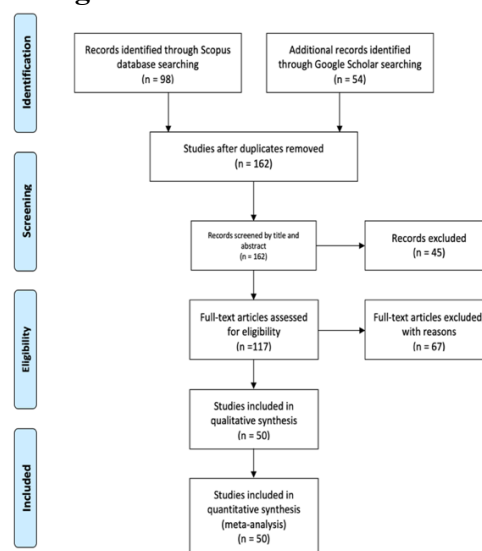 Identification
Records identified through Scopus
database searching
(n = 98)
Additional records identified
through Google Scholar searching
(n = 54)
Studies after duplicates removed
(n = 162)
Screening
Records screened by title and
abstract
(n = 162)
Records excluded
(n = 45)
Eligibility
Full-text articles assessed
for eligibility
(n =117)
Full-text articles excluded
with reasons
(n = 67)
Studies included in
qualitative synthesis
(n = 50)
Included
Studies included in
quantitative synthesis
(meta-analysis)
(n = 50)